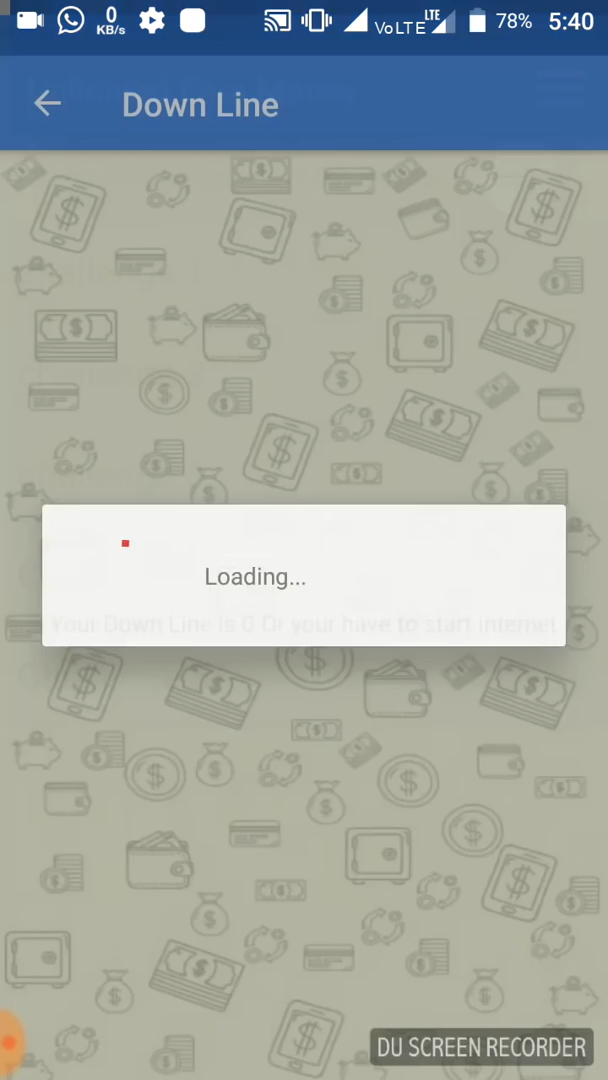 0 KB/s VoLTE LTE 78% 5:40
Down Line
Loading...
Your Down Line is 0 Or your have to start internet
DU SCREEN RECORDER